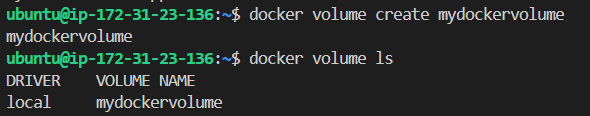 ubuntu@ip-172-31-23-136:~$ docker volume create mydockervolume
mydockervolume
ubuntu@ip-172-31-23-136:~$ docker volume ls
DRIVER    VOLUME NAME
local     mydockervolume